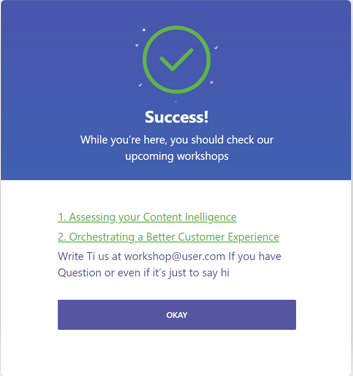 Success!
While you're here, you should check our
upcoming workshops
1. Assessing your Content Inelligence
2. Orchestrating a Better Customer Experience
Write Ti us at workshop@user.com If you have
Question or even if it's just to say hi
OKAY